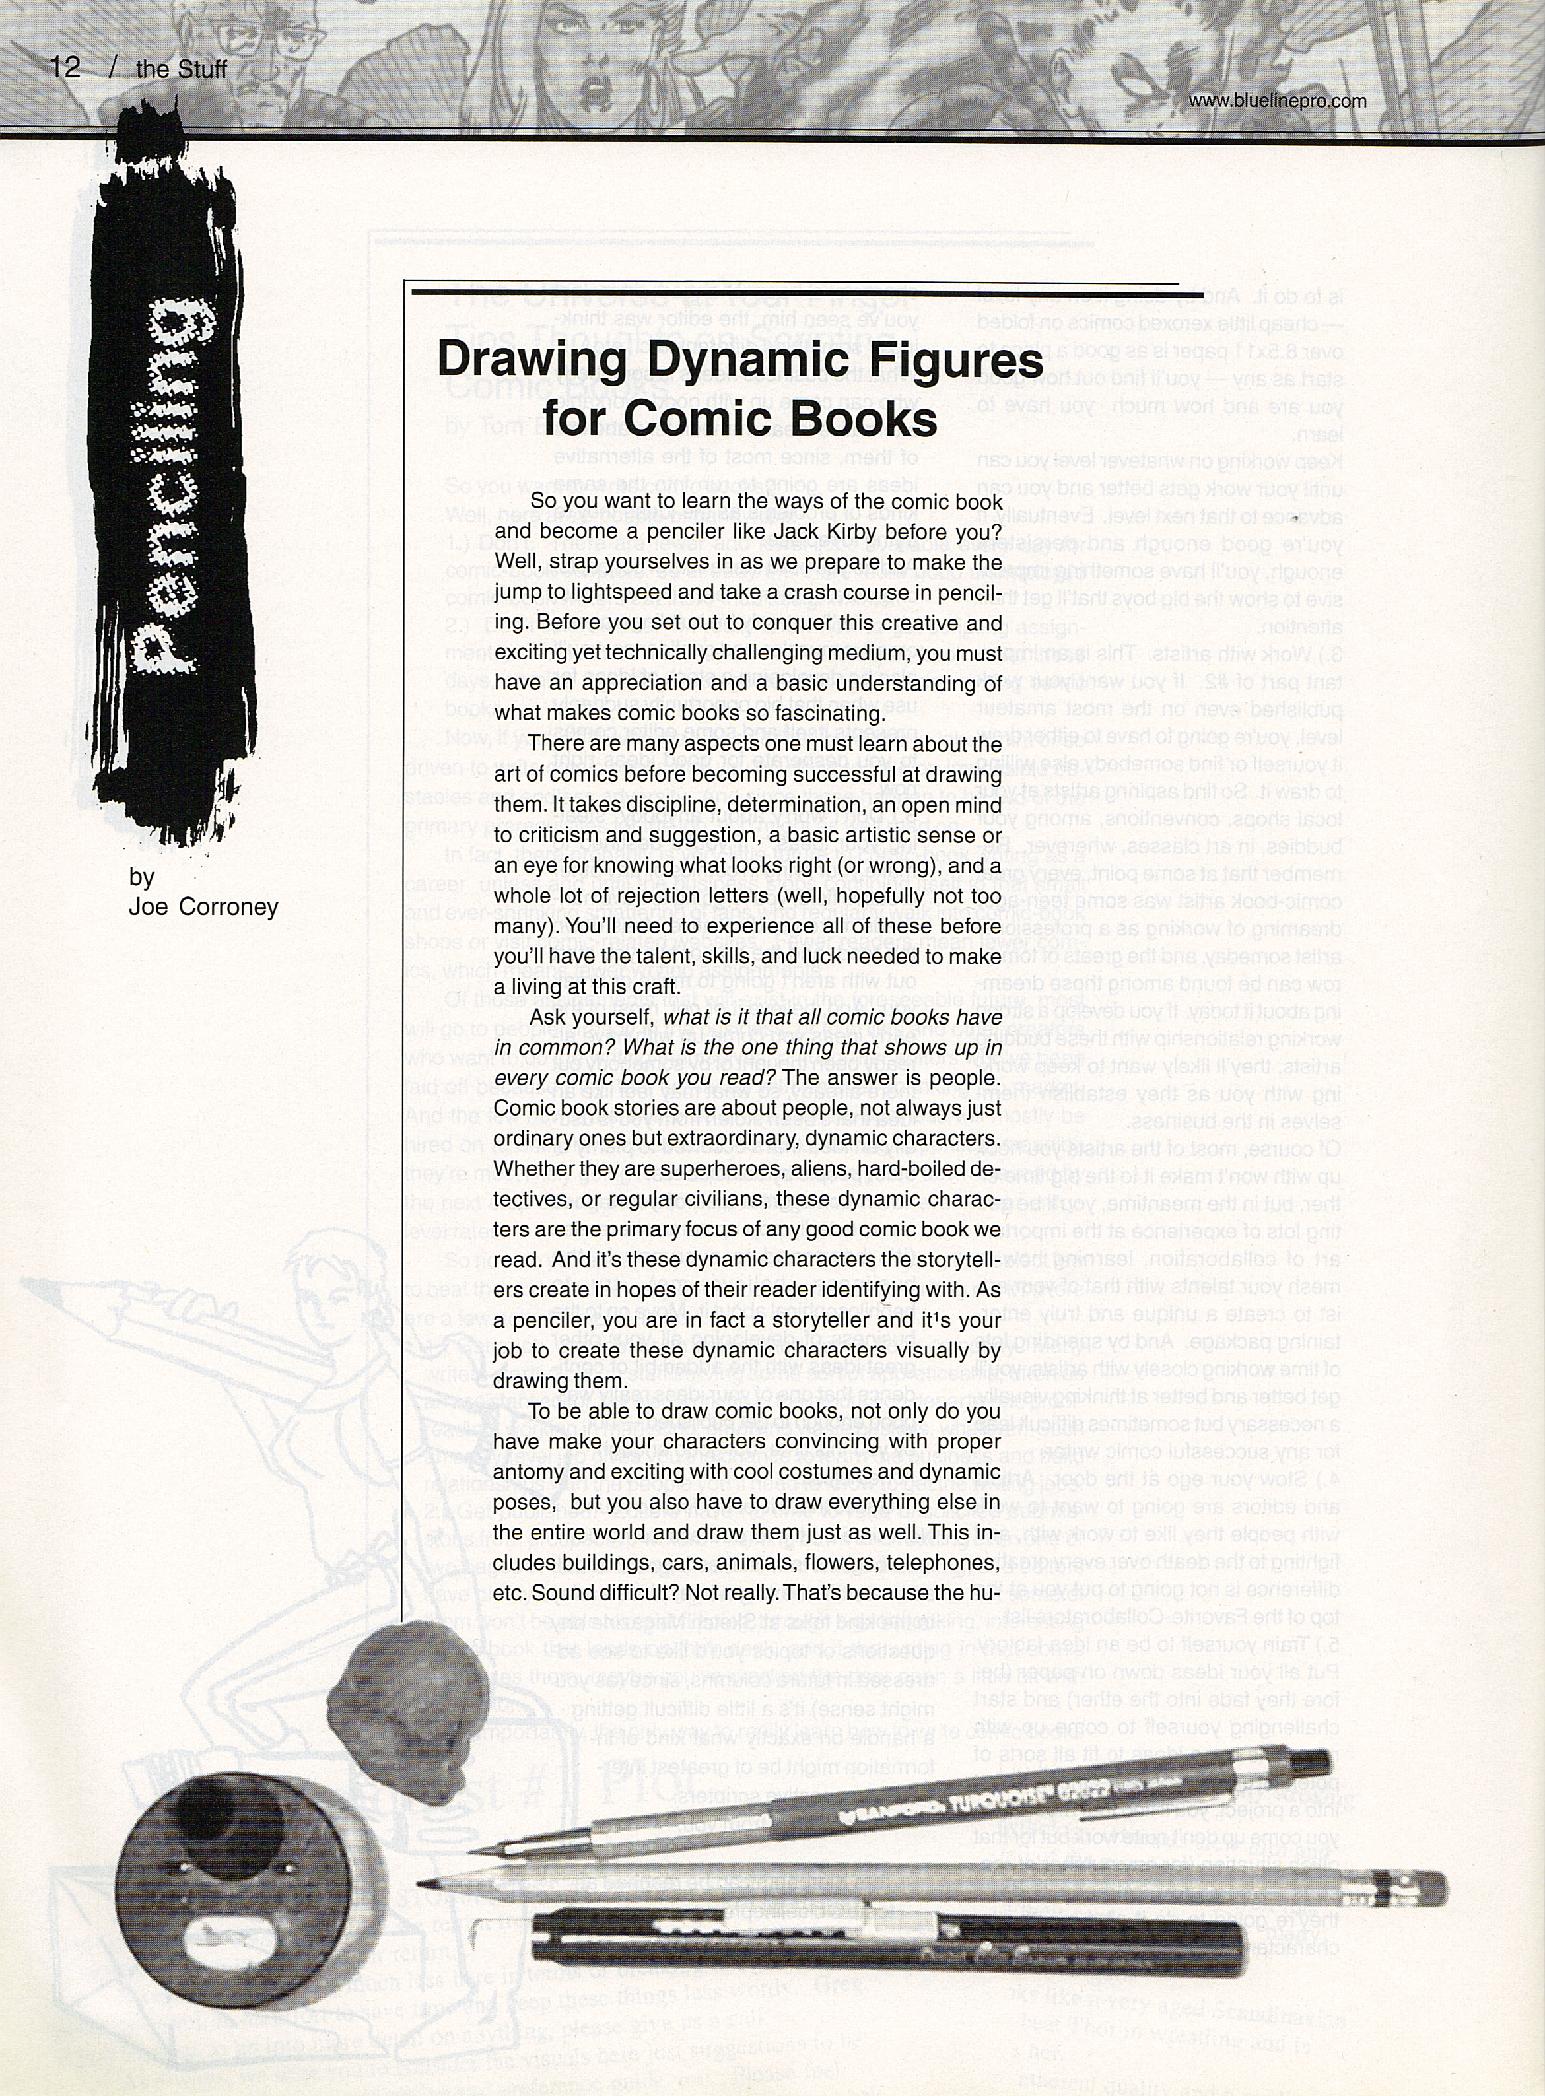 12 / the Stuff
www.bluelinepro.com
Penciling
by
Joe Corroney
Drawing Dynamic Figures
for Comic Books
So you want to learn the ways of the comic book
and become a penciler like Jack Kirby before you?
Well, strap yourselves in as we prepare to make the
jump to lightspeed and take a crash course in pencil-
ing. Before you set out to conquer this creative and
exciting yet technically challenging medium, you must
have an appreciation and a basic understanding of
what makes comic books so fascinating.
There are many aspects one must learn about the
art of comics before becoming successful at drawing
them. It takes discipline, determination, an open mind
to criticism and suggestion, a basic artistic sense or
an eye for knowing what looks right (or wrong), and a
whole lot of rejection letters (well, hopefully not too
many). You'll need to experience all of these before
you'll have the talent, skills, and luck needed to make
a living at this craft.
Ask yourself, what is it that all comic books have
in common? What is the one thing that shows up in
every comic book you read? The answer is people.
Comic book stories are about people, not always just
ordinary ones but extraordinary, dynamic characters.
Whether they are superheroes, aliens, hard-boiled de-
tectives, or regular civilians, these dynamic charac-
ters are the primary focus of any good comic book we
read. And it's these dynamic characters the storytell-
ers create in hopes of their reader identifying with. As
a penciler, you are in fact a storyteller and it¹s your
job to create these dynamic characters visually by
drawing them.
To be able to draw comic books, not only do you
have make your characters convincing with proper
antomy and exciting with cool costumes and dynamic
poses, but you also have to draw everything else in
the entire world and draw them just as well. This in-
cludes buildings, cars, animals, flowers, telephones,
etc. Sound difficult? Not really. That's because the hu-
TURQUOISE